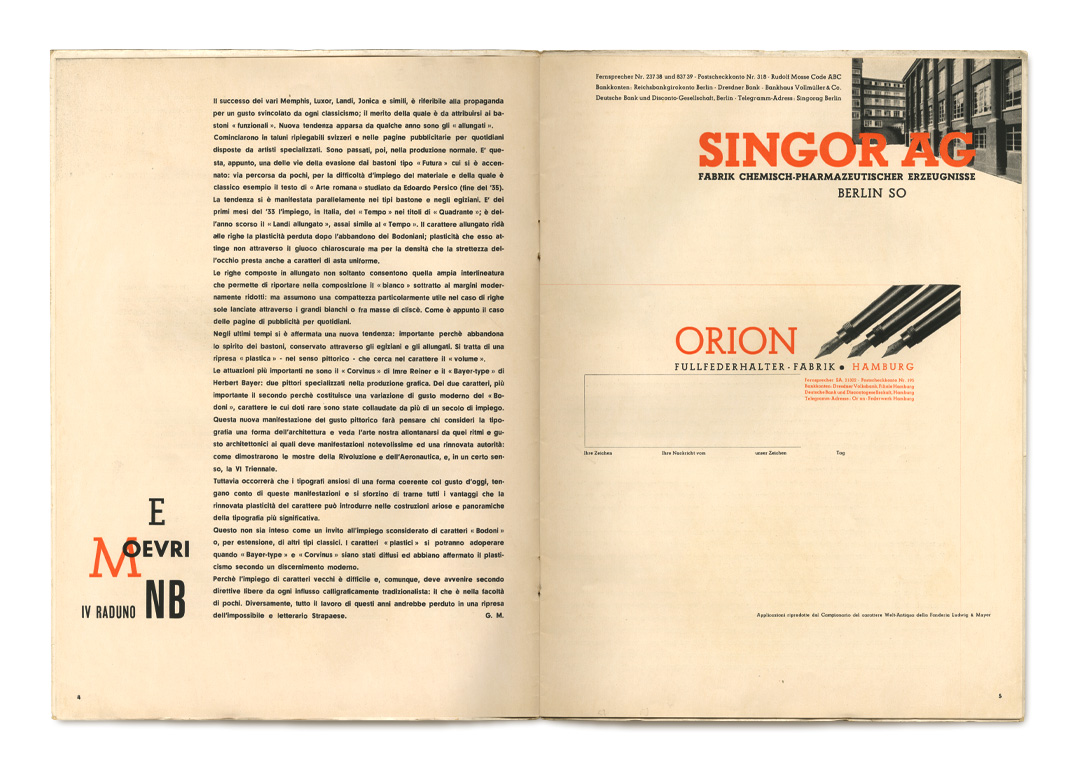 Il successo dei vari Memphis, Luxor, Landi, Jonica e simili, è riferibile alla propaganda
per un gusto svincolato da ogni classicismo; il merito della quale è da attribuirsi ai ba-
stoni « funzionali ». Nuova tendenza apparsa da qualche anno sono gli « allungati ».
Cominciarono in taluni ripiegabili svizzeri e nelle pagine pubblicitarie per quotidiani
disposte da artisti specializzati. Sono passati, poi, nella produzione normale. E' que-
sta, appunto, una delle vie della evasione dai bastoni tipo « Futura » cui si è accen-
nato: via percorsa da pochi, per la difficoltà d'impiego del materiale e della quale è
classico esempio il testo di « Arte romana » studiato da Edoardo Persico (fine del '35).
La tendenza si è manifestata parallelamente nei tipi bastone e negli egiziani. E' dei
primi mesi del '33 l'impiego, in Italia, del « Tempo » nei titoli di « Quadrante »; è del-
l'anno scorso il « Landi allungato », assai simile al « Tempo ». Il carattere allungato ridà
alle righe la plasticità perduta dopo l'abbandono dei Bodoniani; plasticità che esso at-
tinge non attraverso il giuoco chiaroscurale ma per la densità che la strettezza del-
l'occhio presta anche a caratteri di asta uniforme.
Le righe composte in allungato non soltanto consentono quella ampia interlineatura
che permette di riportare nella composizione il « bianco » sottratto ai margini moder-
namente ridotti: ma assumono una compattezza particolarmente utile nel caso di righe
sole lanciate attraverso i grandi bianchi o fra masse di cliscè. Come è appunto il caso
delle pagine di pubblicità per quotidiani.
Negli ultimi tempi si è affermata una nuova tendenza: importante perchè abbandona
lo spirito dei bastoni, conservato attraverso gli egiziani e gli allungati. Si tratta di una
ripresa « plastica » - nel senso pittorico - che cerca nel carattere il « volume ».
Le attuazioni più importanti ne sono il « Corvinus » di Imre Reiner e il « Bayer-type » di
Herbert Bayer: due pittori specializzati nella produzione grafica. Dei due caratteri, più
importante il secondo perchè costituisce una variazione di gusto moderno del « Bo-
doni », carattere le cui doti rare sono state collaudate da più di un secolo di impiego.
Questa nuova manifestazione del gusto pittorico farà pensare chi consideri la tipo-
grafia una forma dell'architettura e veda l'arte nostra allontanarsi da quei ritmi e gu-
sto architettonici ai quali deve manifestazioni notevolissime ed una rinnovata autorità:
come dimostrarono le mostre della Rivoluzione e dell'Aeronautica, e, in un certo sen-
so, la VI Triennale.
Tuttavia occorrerà che i tipografi ansiosi di una forma coerente col gusto d'oggi, ten-
gano conto di queste manifestazioni e si sforzino di trarne tutti i vantaggi che la
rinnovata plasticità del carattere può introdurre nelle costruzioni ariose e panoramiche
della tipografia più significativa.
Questo non sia inteso come un invito all'impiego sconsiderato di caratteri « Bodoni »
o, per estensione, di altri tipi classici. I caratteri « plastici » si potranno adoperare
quando « Bayer-type » e « Corvinus » siano stati diffusi ed abbiano affermato il plasti-
cismo secondo un discernimento moderno.
Perchè l'impiego di caratteri vecchi è difficile e, comunque, deve avvenire secondo
direttive libere da ogni influsso calligraficamente tradizionalista: il che è nella facoltà
di pochi. Diversamente, tutto il lavoro di questi anni andrebbe perduto in una ripresa
dell'impossibile e letterario Strapaese. G. M.
E
M OEVRI
IV RADUNO NB
4
Fernsprecher Nr. 237 38 und 837 39 · Postscheckkonto Nr. 318 · Rudolf Mosse Code ABC
Bankkonten: Reichsbankgirokonto Berlin · Dresdner Bank · Bankhaus Vollmüller & Co.
Deutsche Bank und Disconto-Gesellschaft, Berlin · Telegramm-Adress: Singorag Berlin
SINGOR AG
FABRIK CHEMISCH-PHARMAZEUTISCHER ERZEUGNISSE
BERLIN SO
ORION
FULLFEDERHALTER - FABRIK ● HAMBURG
Bankkonten: Dresdner Volksbank Filiale Hamburg
Deutsche Bank und Discontogesellschaft Hamburg
Ihre Zeichen Ihre Nachricht vom unser Zeichen Tag
Applicazioni riprodotte dal Campionario del carattere Welt-Antiqua della Fonderia Ludwig & Mayer
5